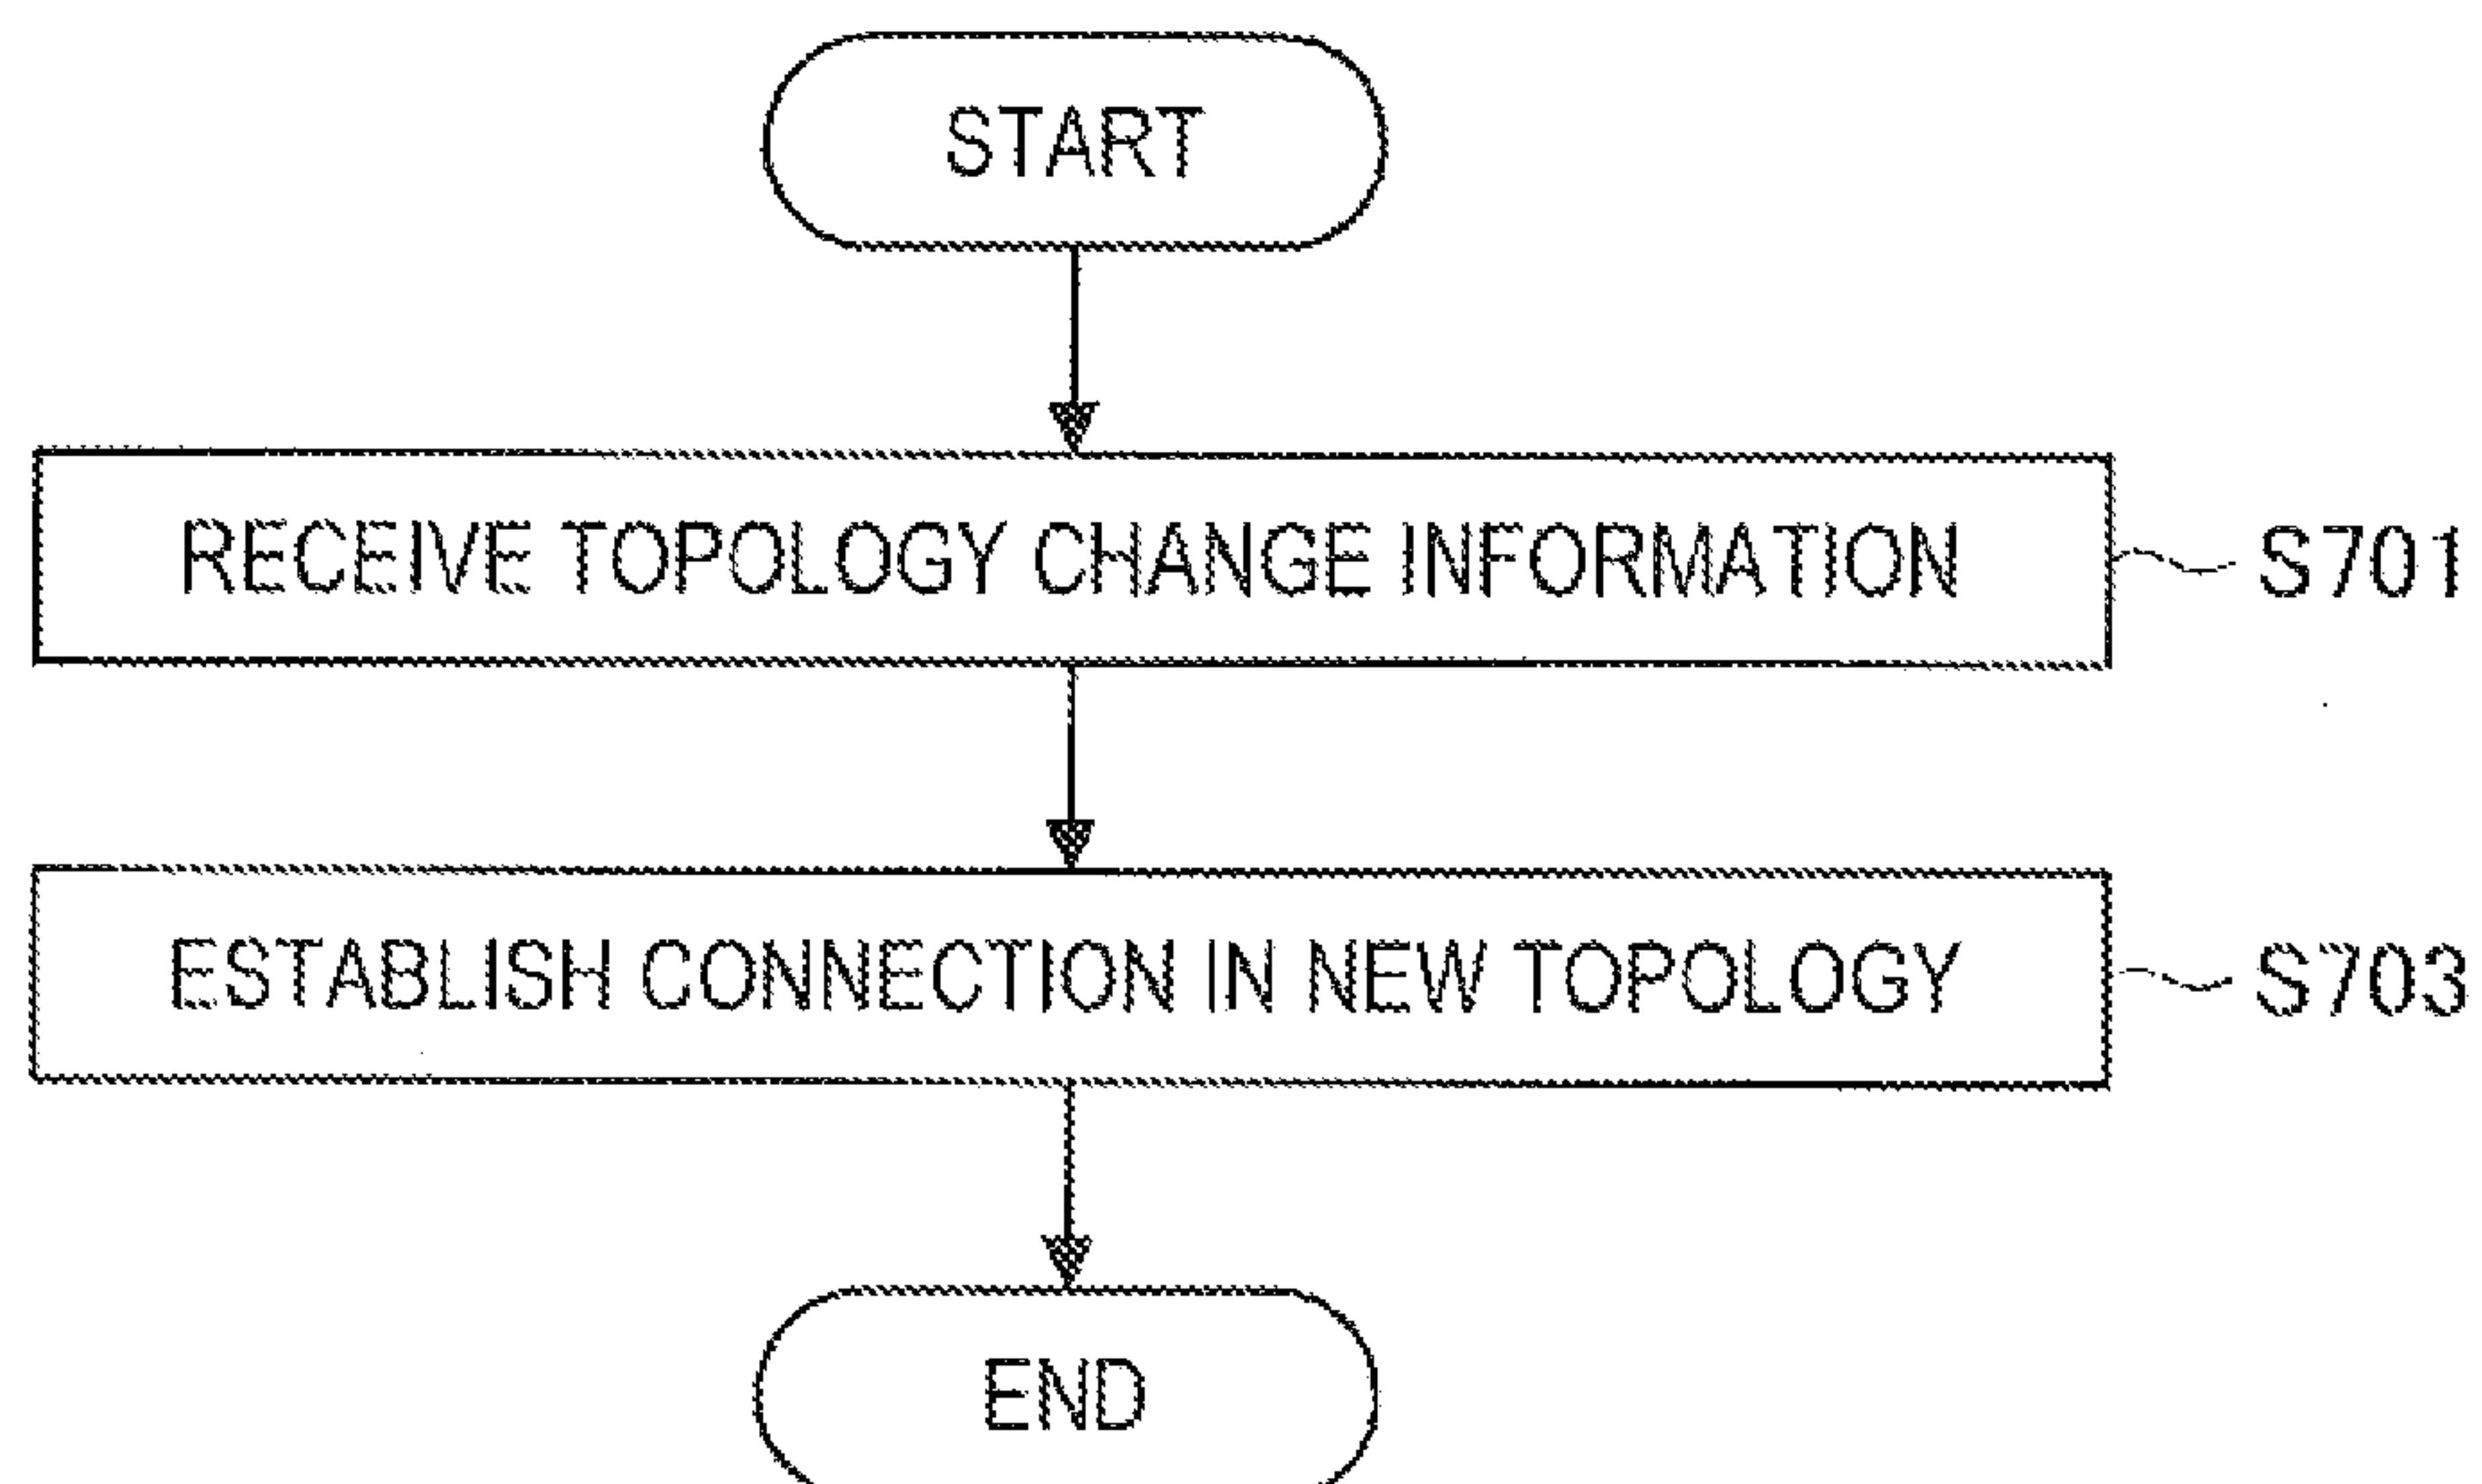 START
RECEIVE TOPOLOGY CHANGE INFORMATION
S701
ESTABLISH CONNECTION IN NEW TOPOLOGY
S703
END